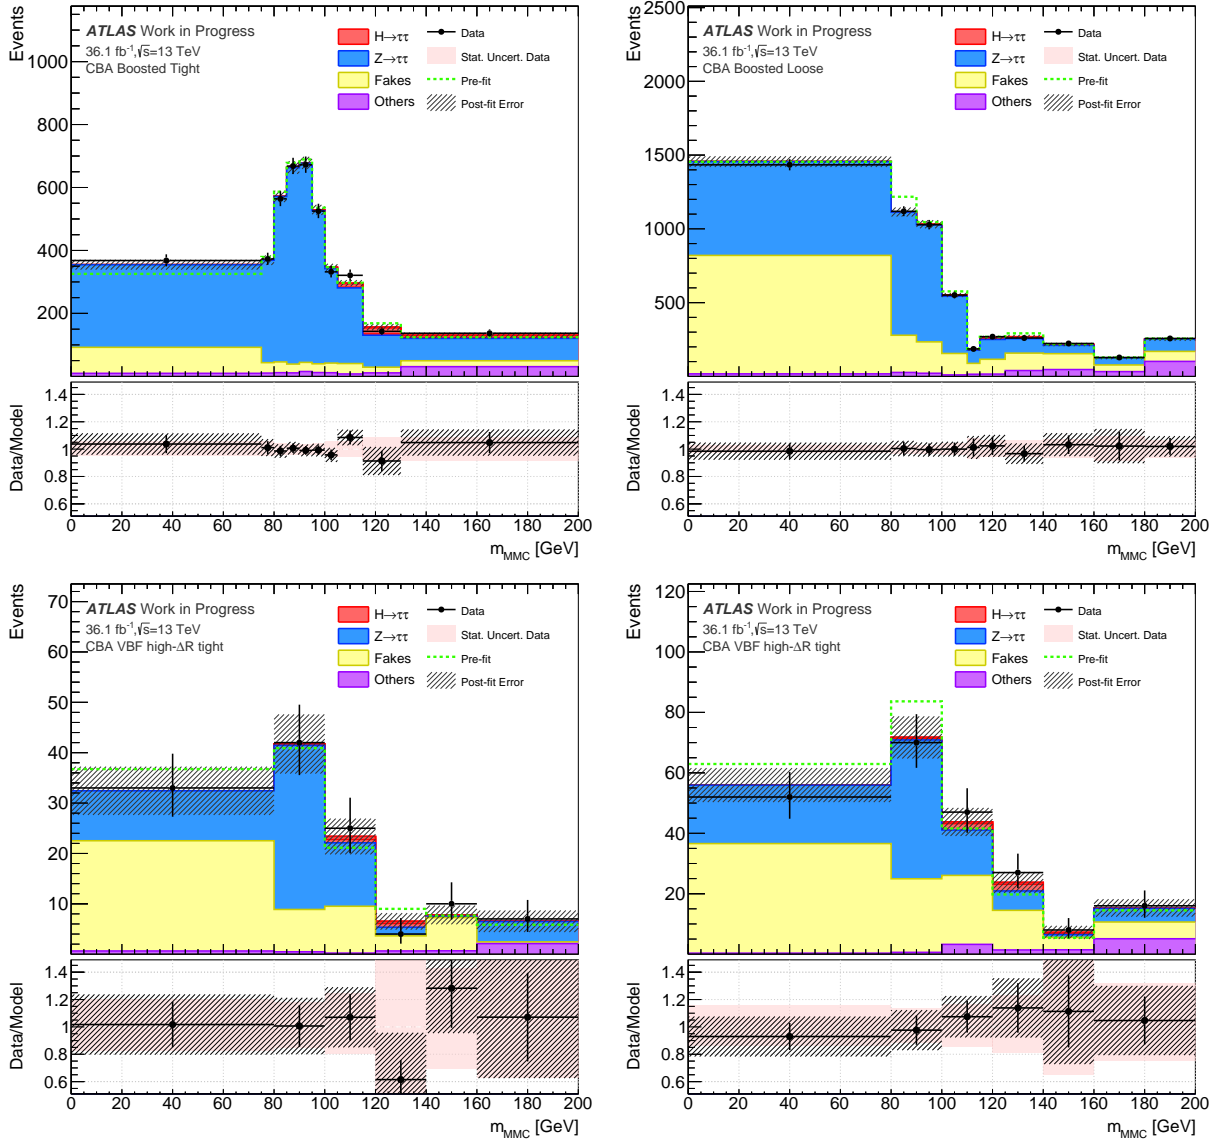 Events
ATLAS Work in Progress
36.1 fb⁻¹,√s=13 TeV
CBA Boosted Tight
H→ττ
Z→ττ
Fakes
Others
Data
Stat. Uncert. Data
Pre-fit
Post-fit Error
1000
800
600
400
200
Data/Model
1.4
1.2
1
0.8
0.6
0 20 40 60 80 100 120 140 160 180 200
m_MMC [GeV]
Events
ATLAS Work in Progress
36.1 fb⁻¹,√s=13 TeV
CBA Boosted Loose
H→ττ
Z→ττ
Fakes
Others
Data
Stat. Uncert. Data
Pre-fit
Post-fit Error
2500
2000
1500
1000
500
Data/Model
1.4
1.2
1
0.8
0.6
0 20 40 60 80 100 120 140 160 180 200
m_MMC [GeV]
Events
ATLAS Work in Progress
36.1 fb⁻¹,√s=13 TeV
CBA VBF high-ΔR tight
H→ττ
Z→ττ
Fakes
Others
Data
Stat. Uncert. Data
Pre-fit
Post-fit Error
70
60
50
40
30
20
10
Data/Model
1.4
1.2
1
0.8
0.6
0 20 40 60 80 100 120 140 160 180 200
m_MMC [GeV]
Events
ATLAS Work in Progress
36.1 fb⁻¹,√s=13 TeV
CBA VBF high-ΔR tight
H→ττ
Z→ττ
Fakes
Others
Data
Stat. Uncert. Data
Pre-fit
Post-fit Error
120
100
80
60
40
20
Data/Model
1.4
1.2
1
0.8
0.6
0 20 40 60 80 100 120 140 160 180 200
m_MMC [GeV]